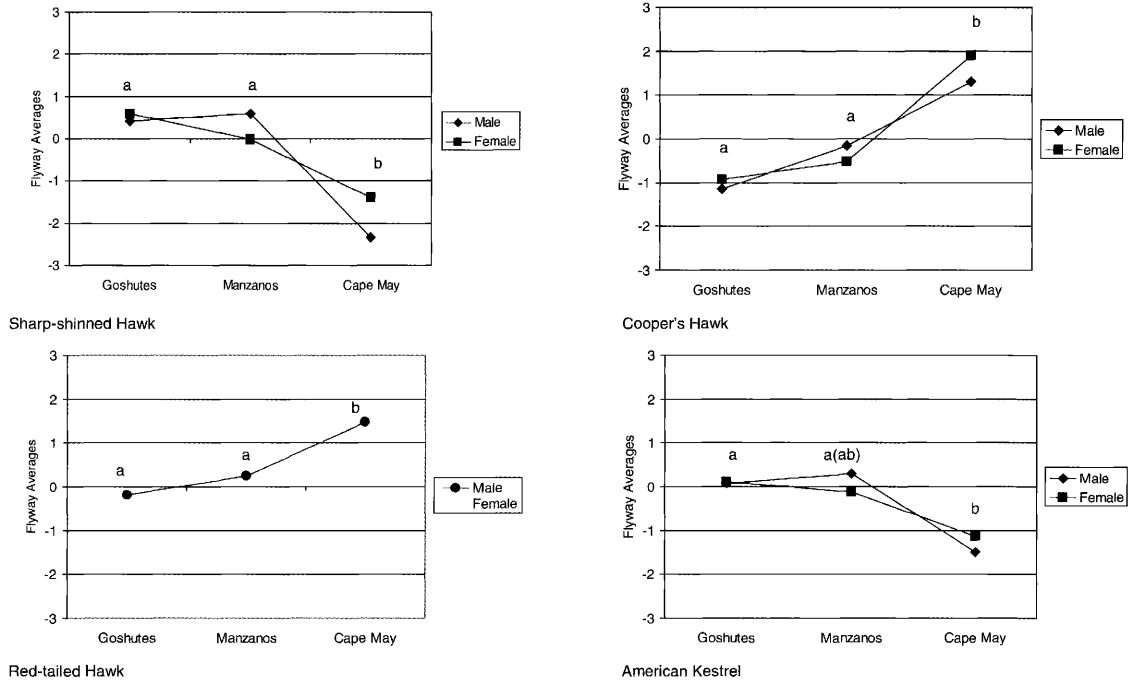 3
2
1
0
-1
-2
-3
Flyway Averages
a
a
b
Goshutes Manzanos Cape May
Male
Female
Sharp-shinned Hawk
3
2
1
0
-1
-2
-3
Flyway Averages
a
a
b
Goshutes Manzanos Cape May
Male
Female
Cooper's Hawk
3
2
1
0
-1
-2
-3
Flyway Averages
a
a
b
Goshutes Manzanos Cape May
Male
Female
Red-tailed Hawk
3
2
1
0
-1
-2
-3
Flyway Averages
a
a(ab)
b
Goshutes Manzanos Cape May
Male
Female
American Kestrel